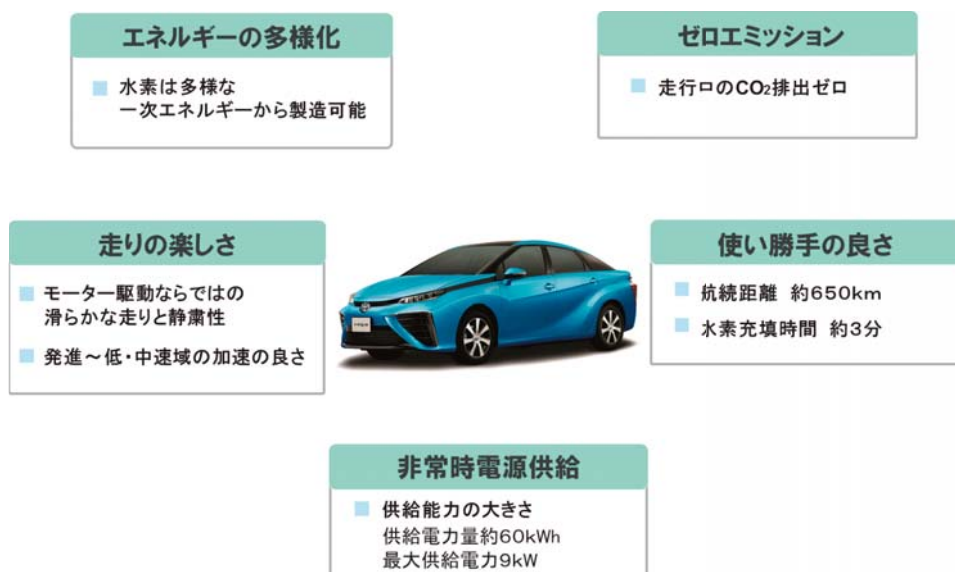 エネルギーの多様化
水素は多様な
一次エネルギーから製造可能
ゼロエミッション
走行口のCO₂排出ゼロ
走りの楽しさ
モーター駆動ならではの
滑らかな走りと静粛性
発進～低・中速域の加速の良さ
使い勝手の良さ
航続距離 約650km
水素充填時間 約3分
非常時電源供給
供給能力の大きさ
供給電力量約60kWh
最大供給電力9kW